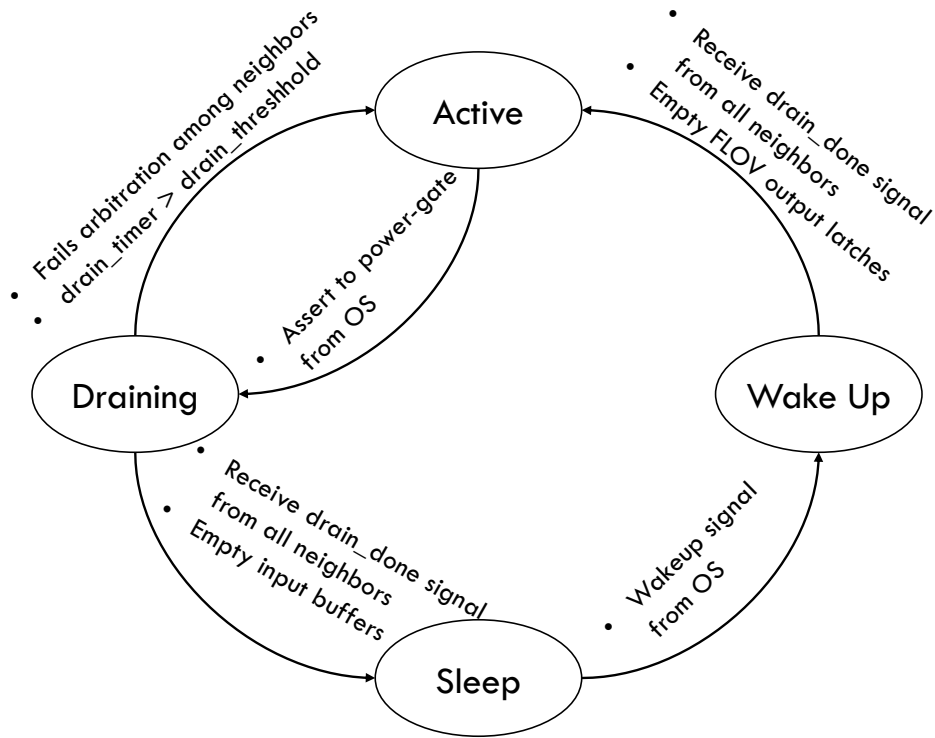 Active
• Receive drain_done signal
from all neighbors
• Empty FLOV output latches
• Fails arbitration among neighbors
• drain_timer > drain_threshhold
• Assert to power-gate
from OS
Draining
Wake Up
• Receive drain_done signal
from all neighbors
• Empty input buffers
• Wakeup signal
from OS
Sleep